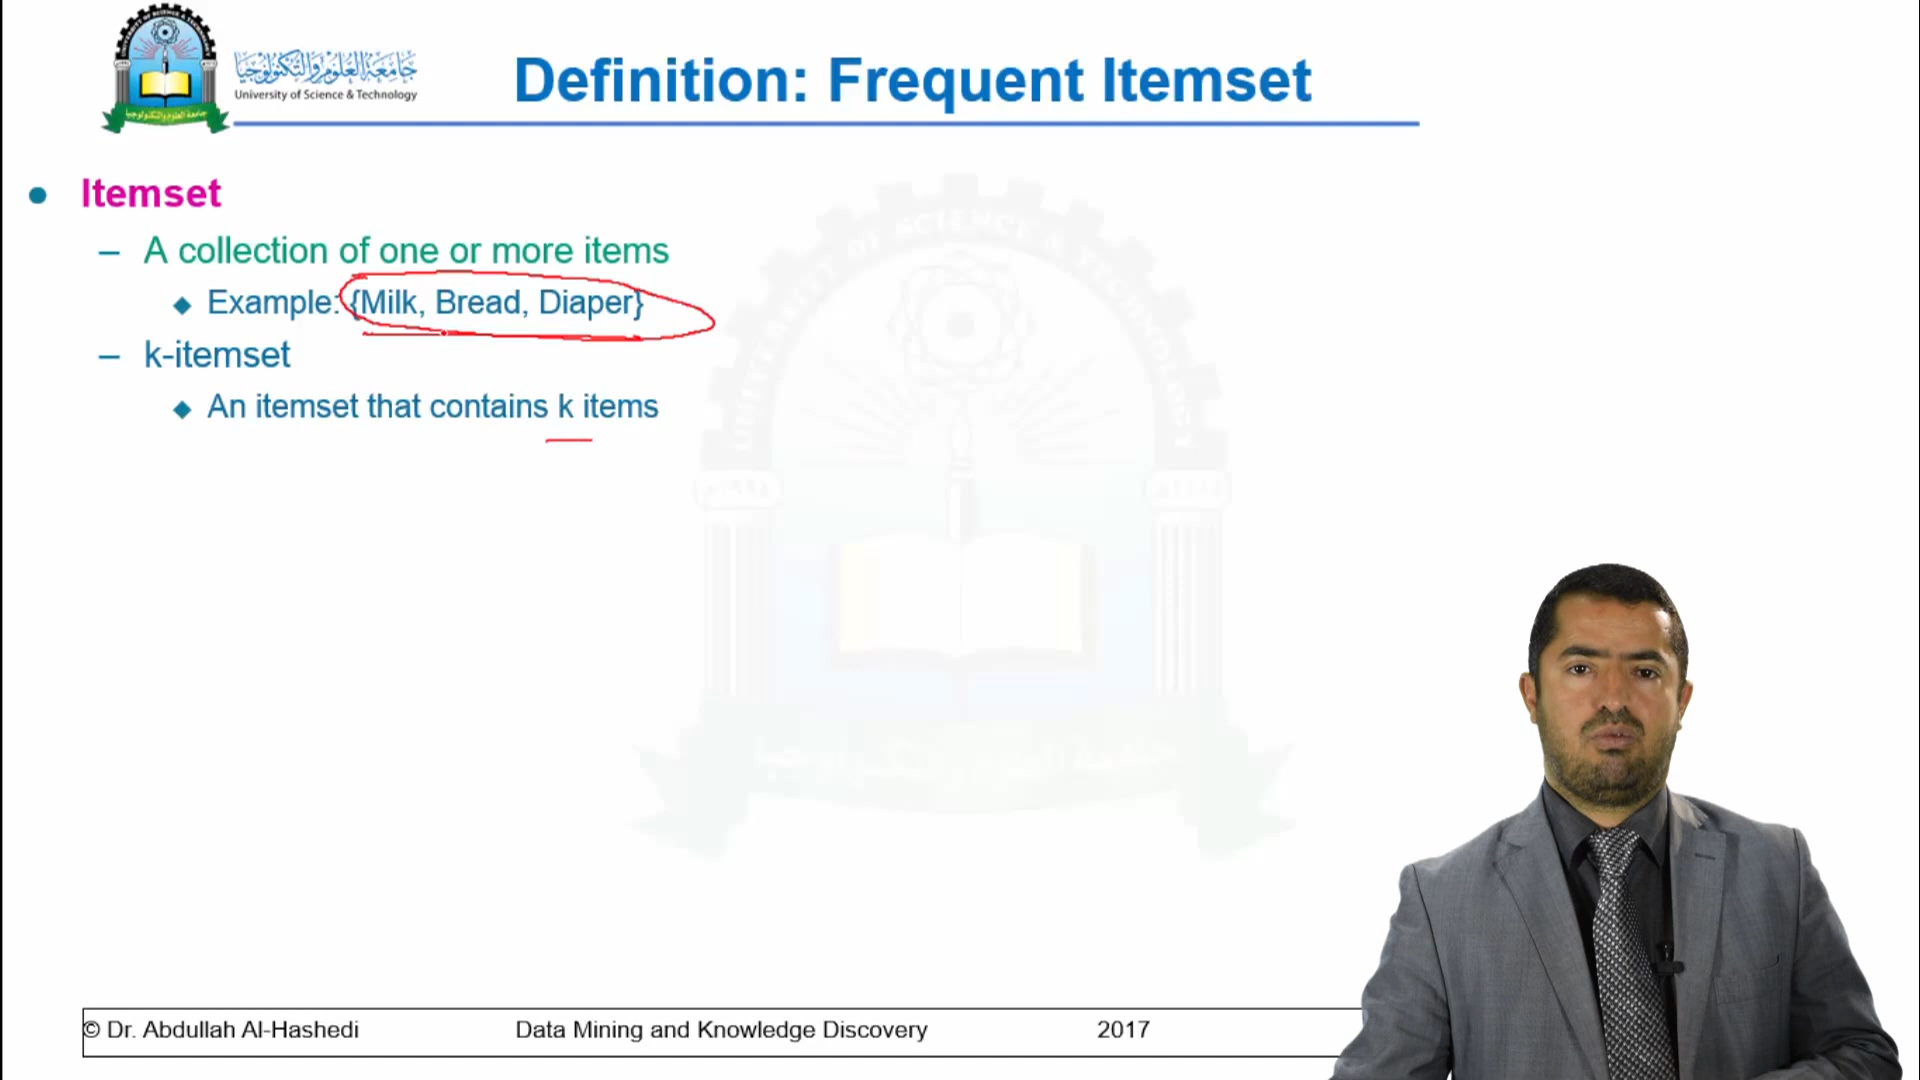 جامعة العلوم والتكنولوجيا
University of Science & Technology
Definition: Frequent Itemset
● Itemset
– A collection of one or more items
◆ Example: {Milk, Bread, Diaper}
– k-itemset
◆ An itemset that contains k items
© Dr. Abdullah Al-Hashedi Data Mining and Knowledge Discovery 2017